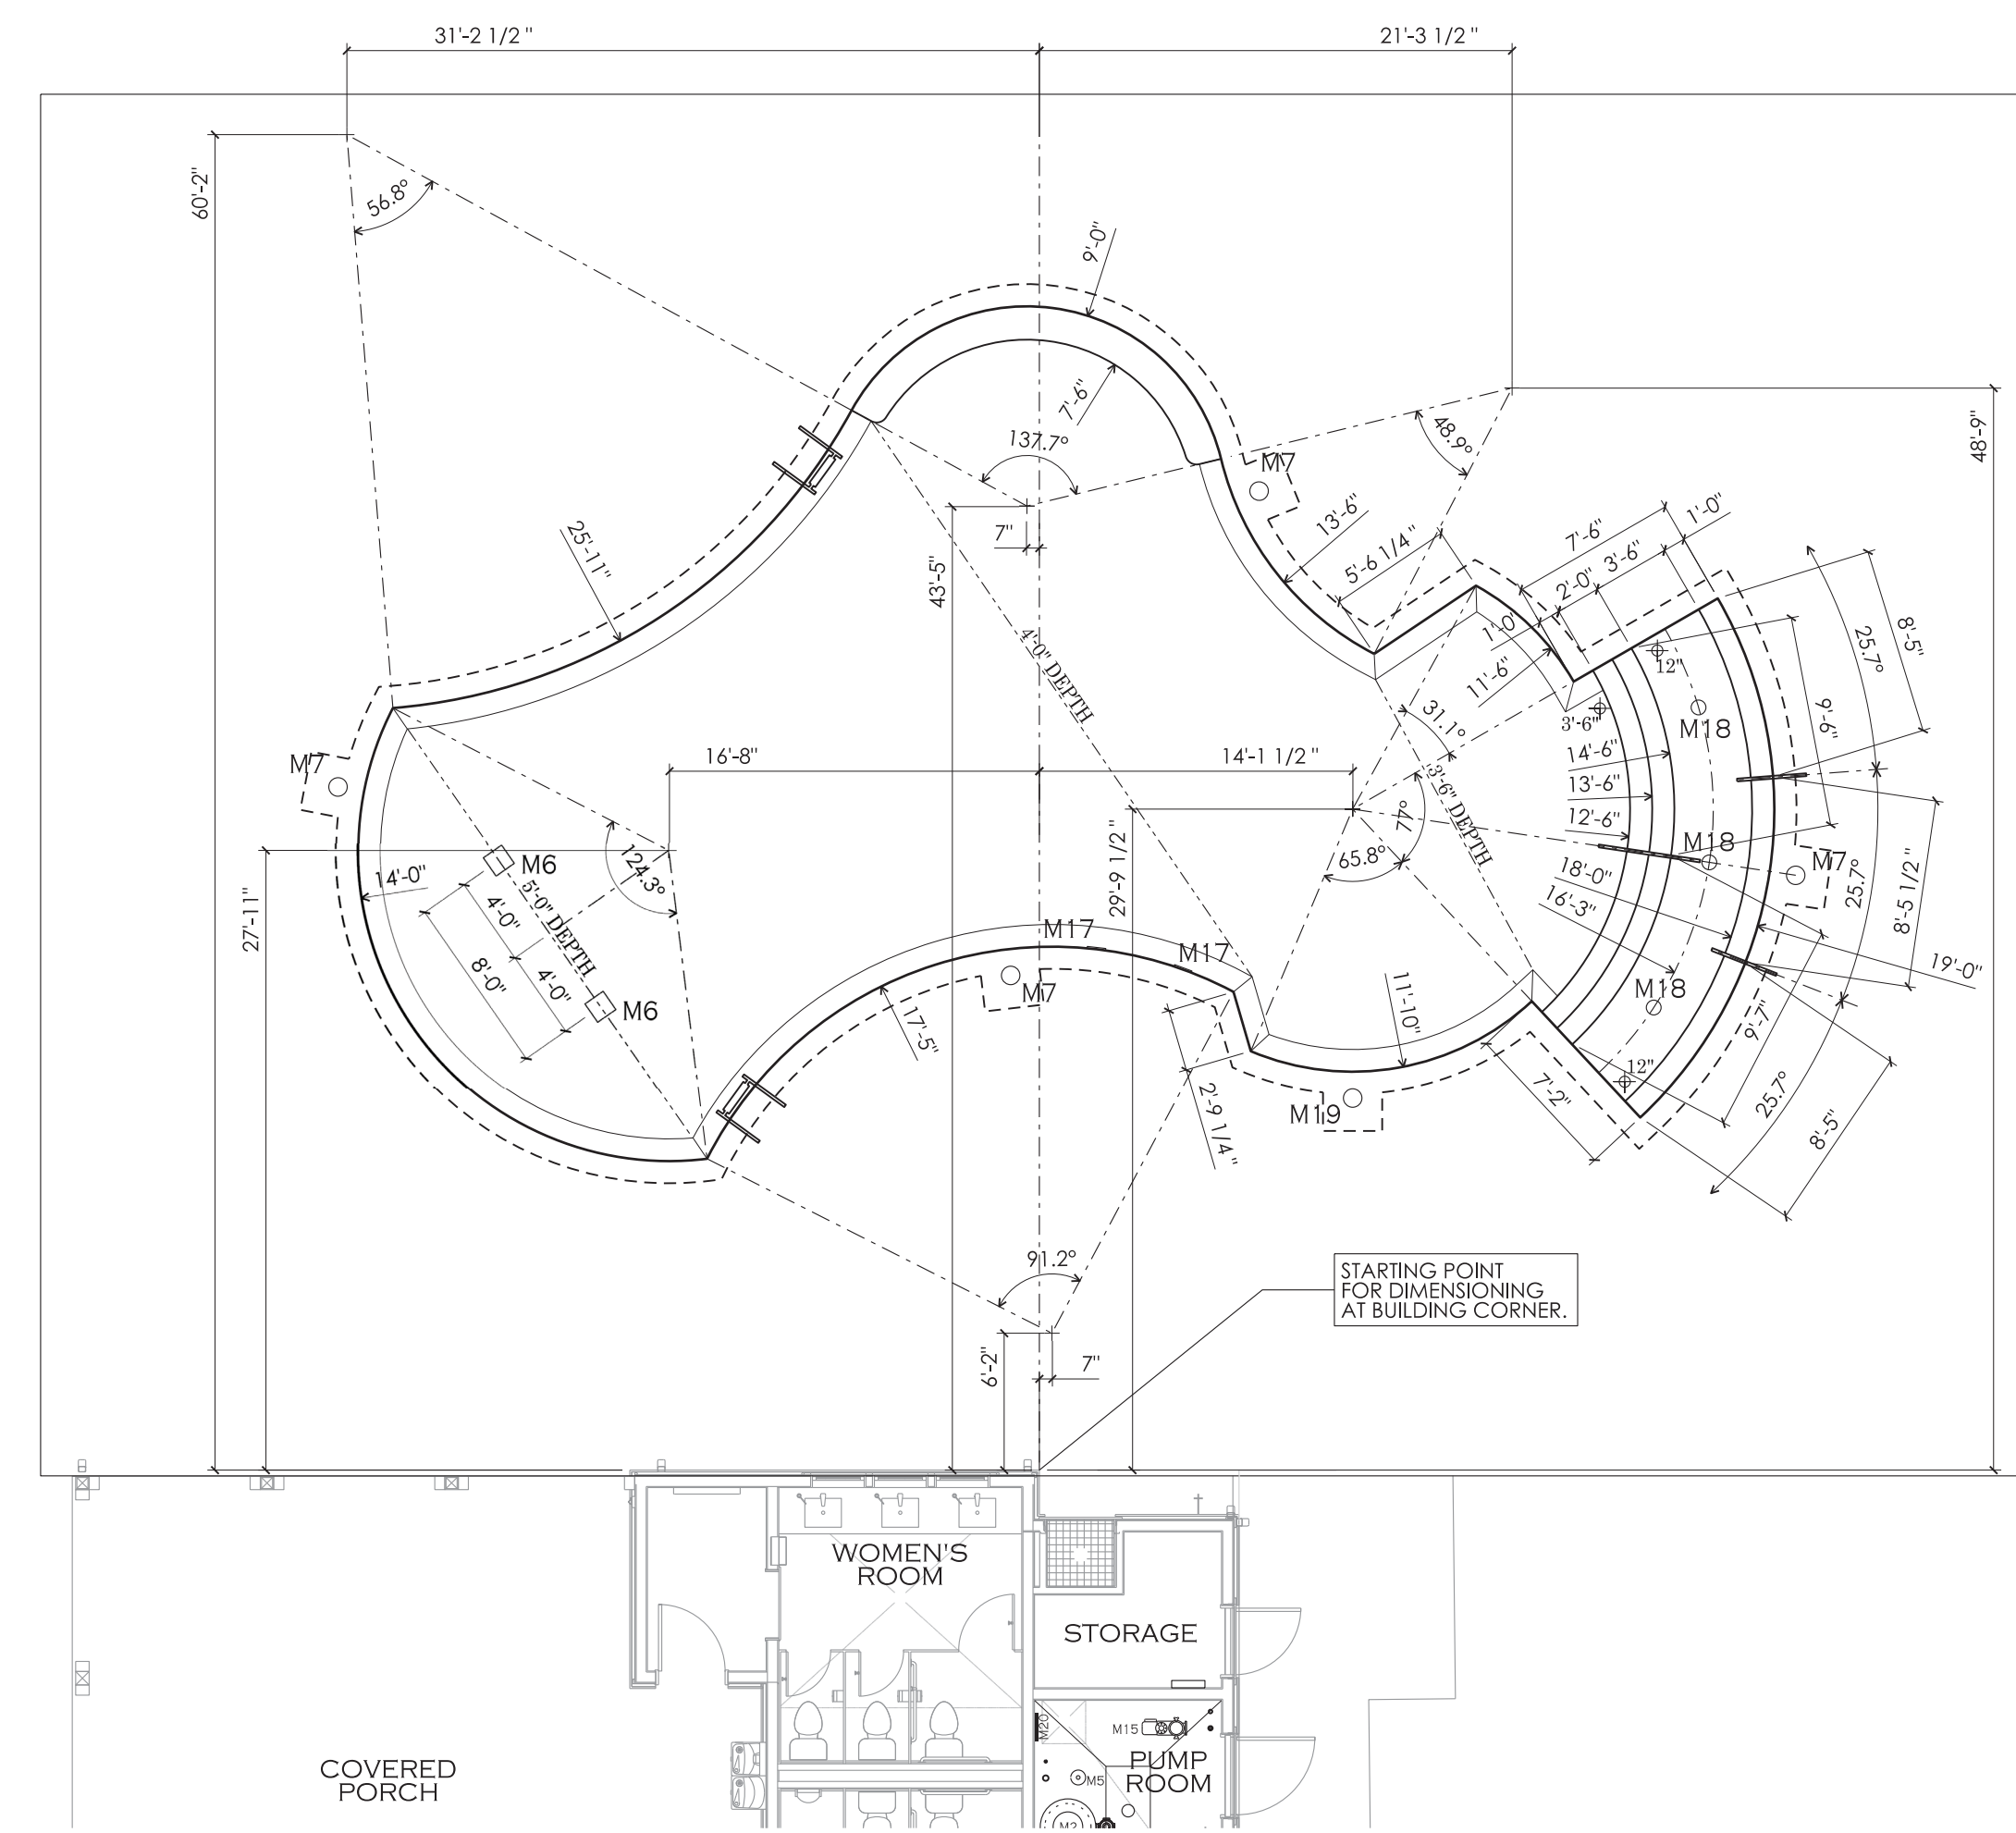 31'-2 1/2"
21'-3 1/2"
60'-2"
56.8°
9'-0"
7'-6"
137.7°
48.9°
48'-9"
M7
25'-11"
7"
43'-5"
13'-6"
5'-6 1/4"
7'-6"
1'-0"
2'-0"
3'-6"
1'-0"
11'-6"
12"
3'-6"
25.7°
8'-5"
9'-6"
M18
4'-0" DEPTH
31.1°
14'-6"
13'-6"
12'-6"
16'-8"
14'-1 1/2"
M7
3'-6" DEPTH
77°
65.8°
29'-9 1/2"
M18
M7
18'-0"
16'-3"
25.7°
8'-5 1/2"
19'-0"
M6
14'-0"
124.3°
5'-0" DEPTH
4'-0"
8'-0"
4'-0"
M6
27'-11"
M17
M17
M7
17'-5"
11'-10"
M18
9'-7"
12"
7'-2"
25.7°
8'-5"
2'-9 1/4"
M19
91.2°
6'-2"
7"
STARTING POINT
FOR DIMENSIONING
AT BUILDING CORNER.
WOMEN'S
ROOM
STORAGE
M20
M15
PUMP
ROOM
M5
M2
COVERED
PORCH